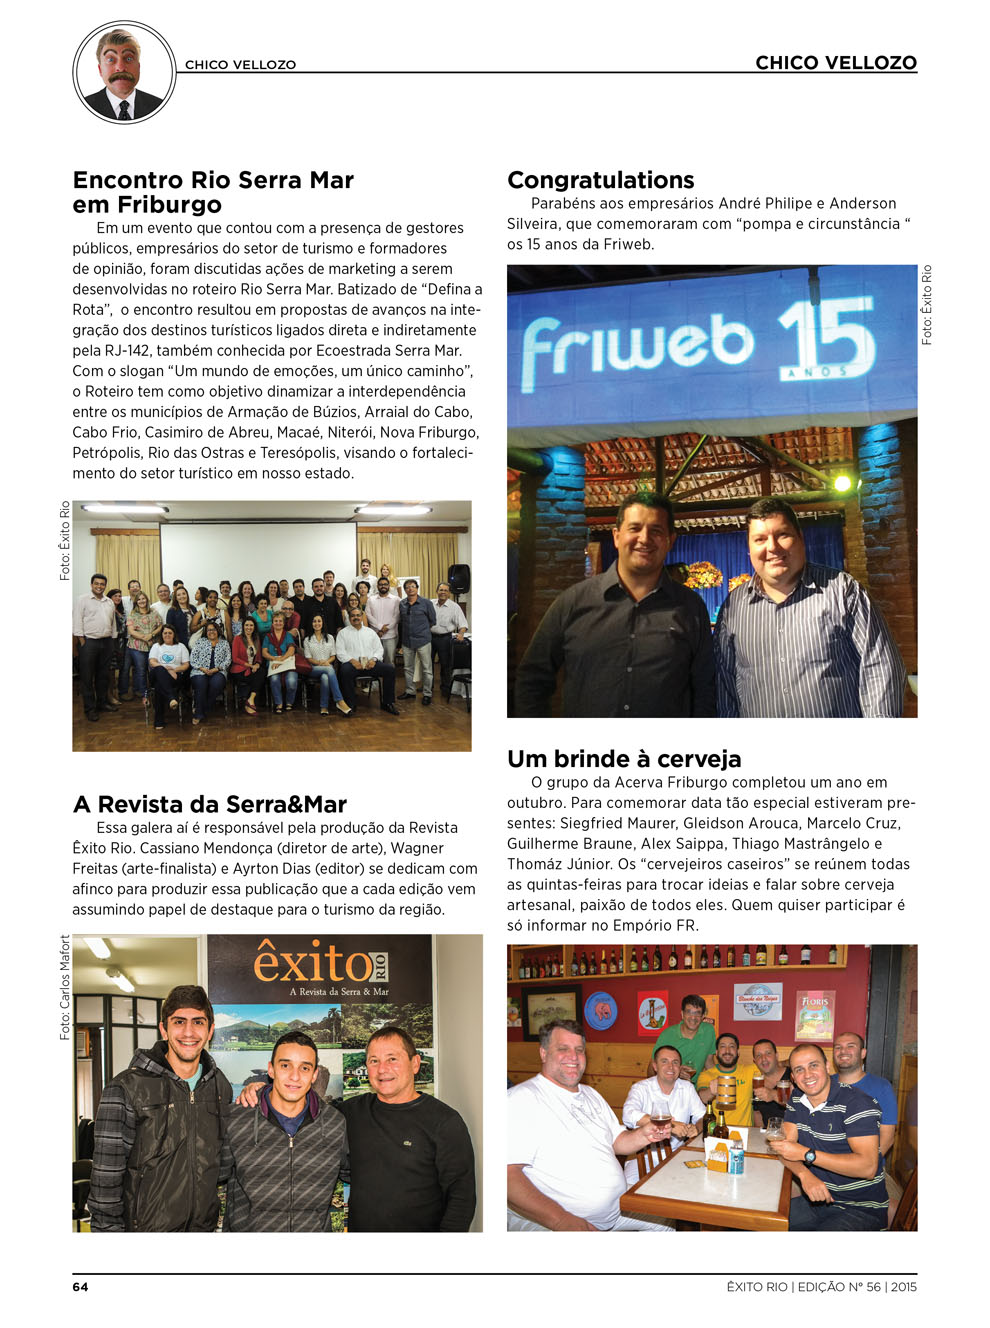 CHICO VELLOZO
CHICO VELLOZO
Encontro Rio Serra Mar
em Friburgo
Em um evento que contou com a presença de gestores
públicos, empresários do setor de turismo e formadores
de opinião, foram discutidas ações de marketing a serem
desenvolvidas no roteiro Rio Serra Mar. Batizado de “Defina a
Rota”,  o encontro resultou em propostas de avanços na inte-
gração dos destinos turísticos ligados direta e indiretamente
pela RJ-142, também conhecida por Ecoestrada Serra Mar.
Com o slogan “Um mundo de emoções, um único caminho”,
o Roteiro tem como objetivo dinamizar a interdependência
entre os municípios de Armação de Búzios, Arraial do Cabo,
Cabo Frio, Casimiro de Abreu, Macaé, Niterói, Nova Friburgo,
Petrópolis, Rio das Ostras e Teresópolis, visando o fortaleci-
mento do setor turístico em nosso estado.
Foto: Êxito Rio
A Revista da Serra&Mar
Essa galera aí é responsável pela produção da Revista
Êxito Rio. Cassiano Mendonça (diretor de arte), Wagner
Freitas (arte-finalista) e Ayrton Dias (editor) se dedicam com
afinco para produzir essa publicação que a cada edição vem
assumindo papel de destaque para o turismo da região.
Foto: Carlos Mafort
êxito RIO
A Revista da Serra & Mar
Congratulations
Parabéns aos empresários André Philipe e Anderson
Silveira, que comemoraram com “pompa e circunstância “
os 15 anos da Friweb.
Foto: Êxito Rio
friweb 15
ANOS
Um brinde à cerveja
O grupo da Acerva Friburgo completou um ano em
outubro. Para comemorar data tão especial estiveram pre-
sentes: Siegfried Maurer, Gleidson Arouca, Marcelo Cruz,
Guilherme Braune, Alex Saippa, Thiago Mastrângelo e
Thomáz Júnior. Os “cervejeiros caseiros” se reúnem todas
as quintas-feiras para trocar ideias e falar sobre cerveja
artesanal, paixão de todos eles. Quem quiser participar é
só informar no Empório FR.
Blanche des Neiges
FLORIS
64
ÊXITO RIO | EDIÇÃO Nº 56 | 2015